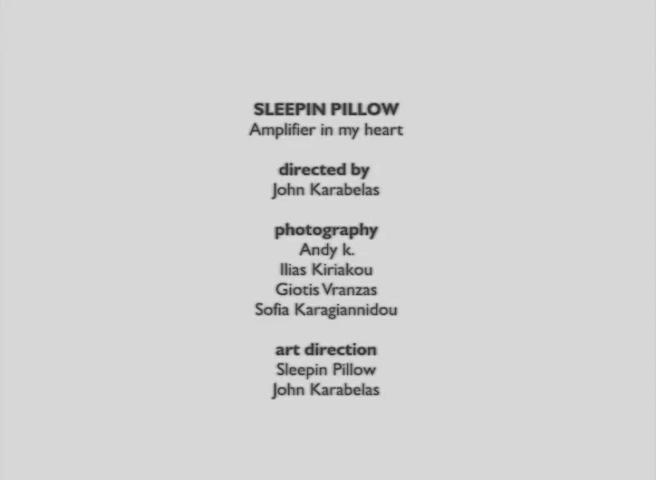 SLEEPIN PILLOW
Amplifier in my heart
directed by
John Karabelas
photography
Andy k.
Ilias Kiriakou
Giotis Vranzas
Sofia Karagiannidou
art direction
Sleepin Pillow
John Karabelas